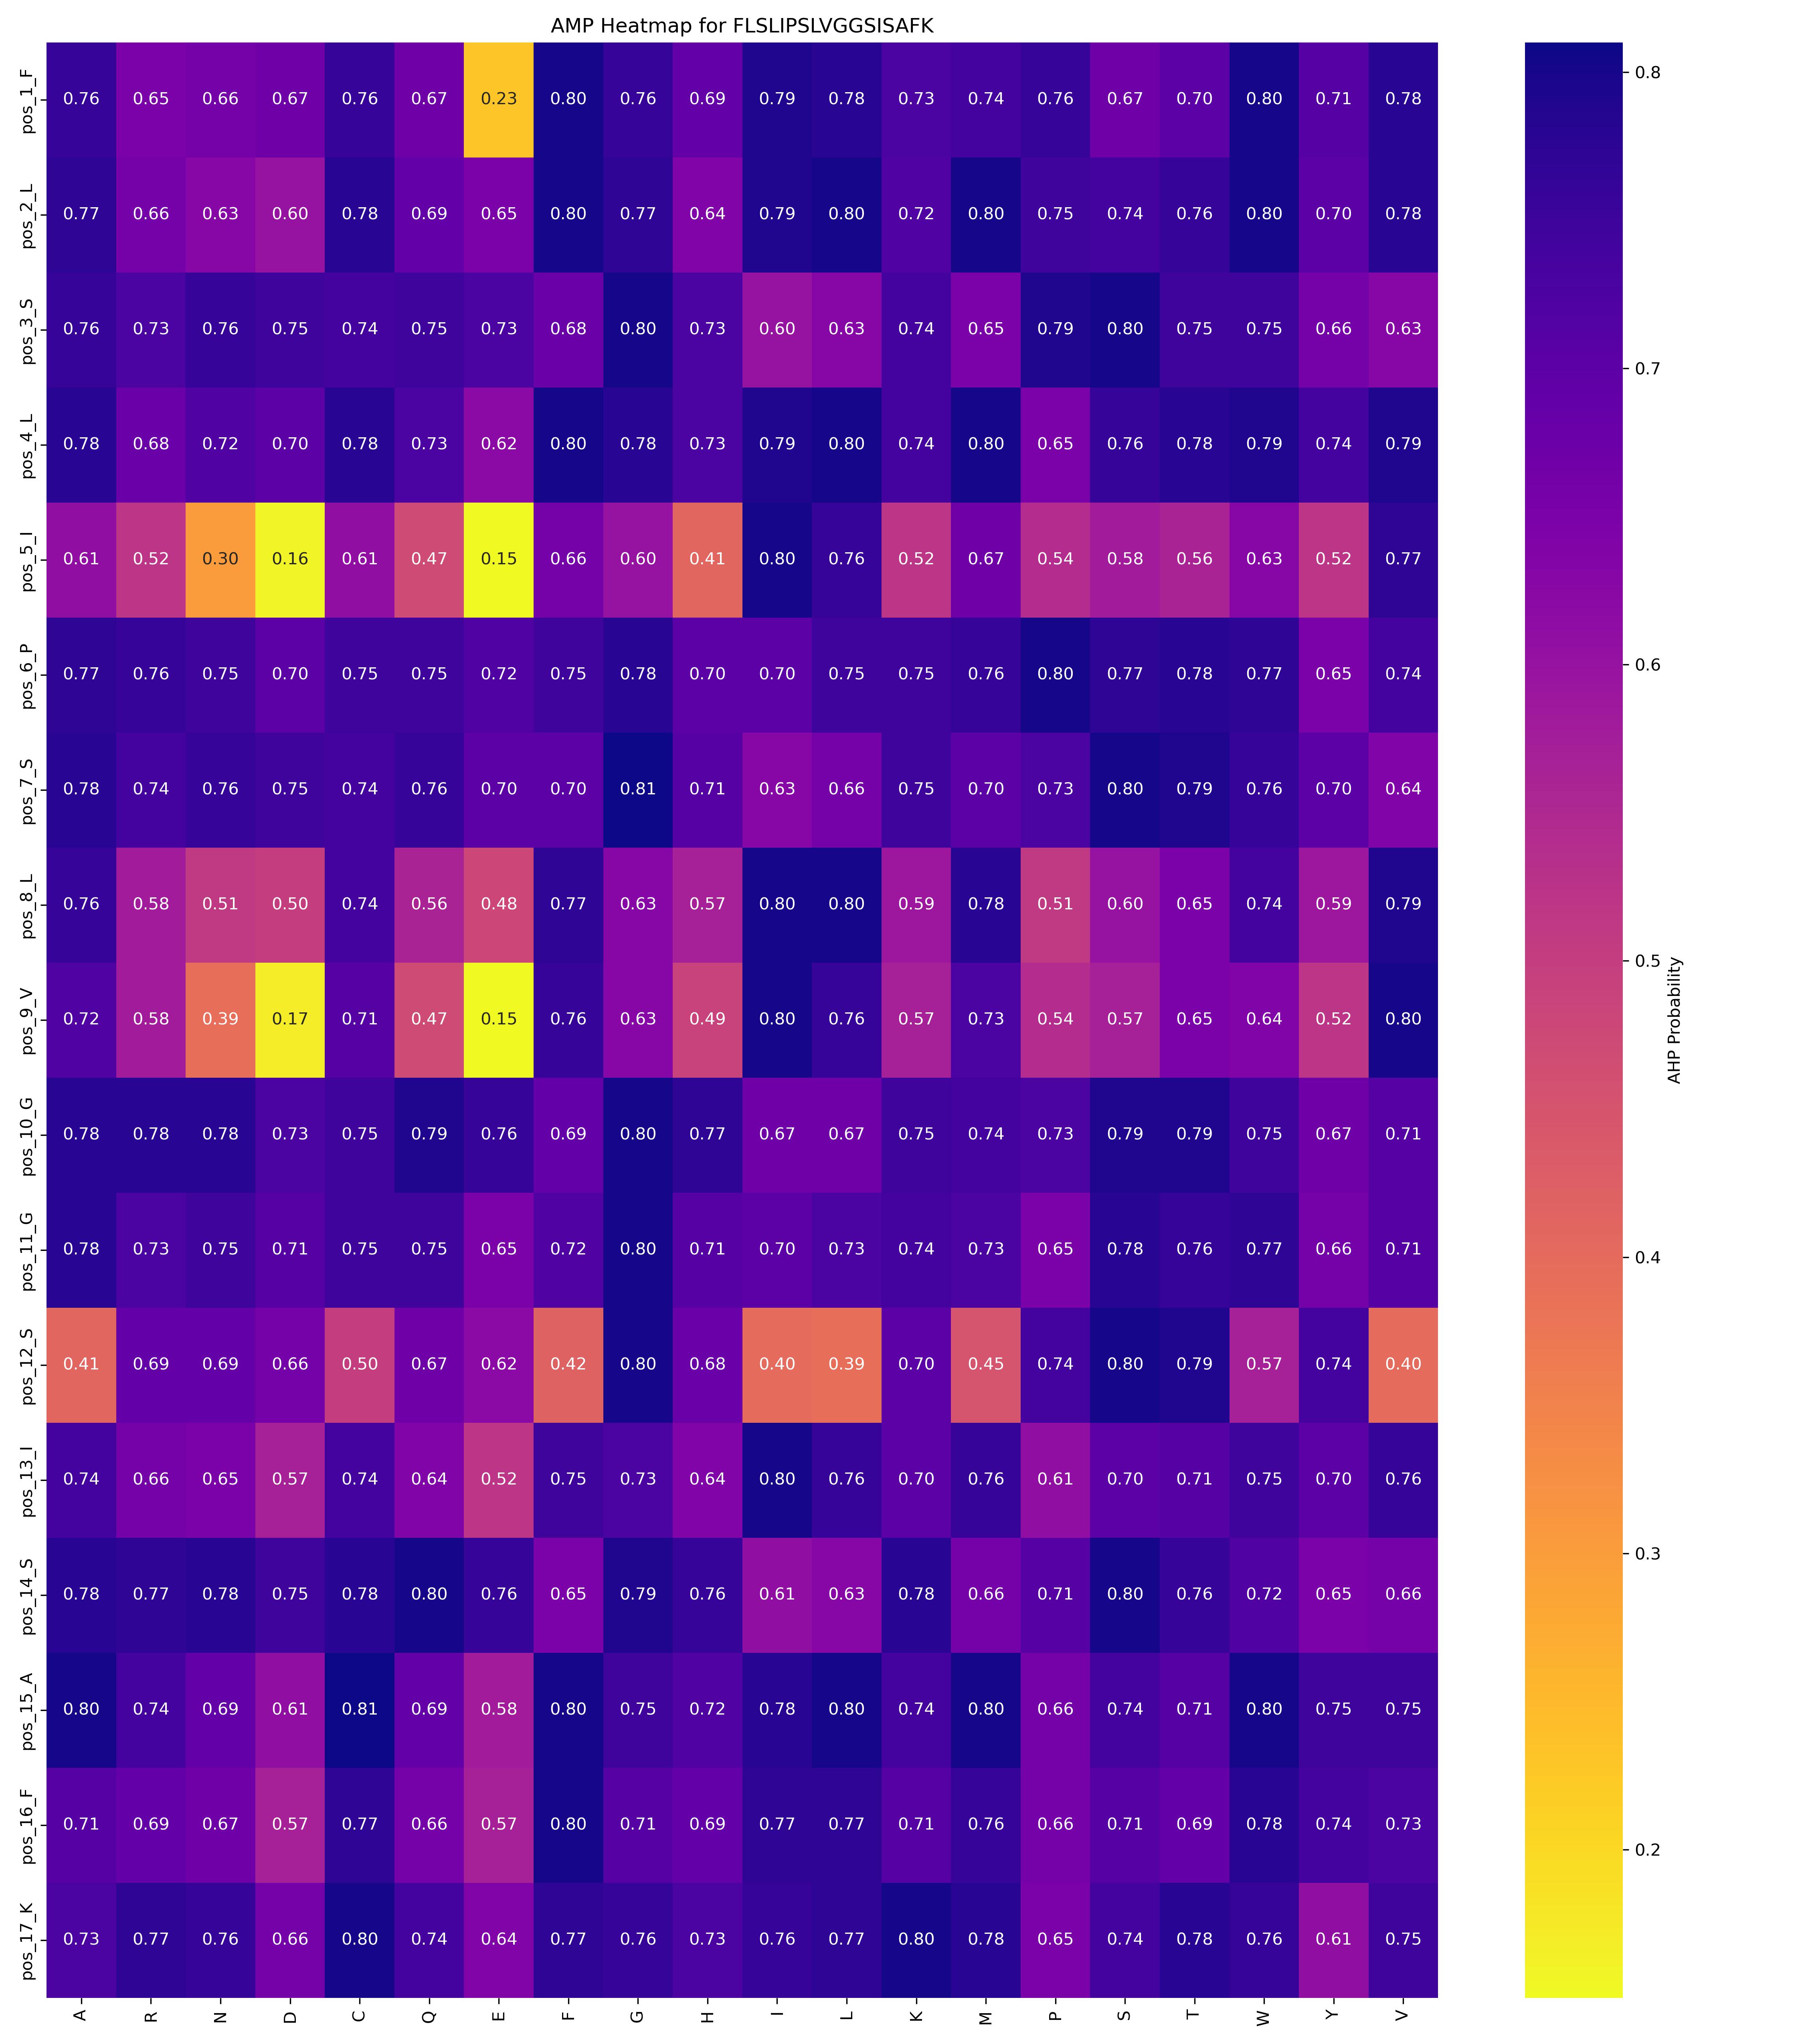 AMP Heatmap for FLSLIPSLVGGSISAFK
pos_1_F 0.76 0.65 0.66 0.67 0.76 0.67 0.23 0.80 0.76 0.69 0.79 0.78 0.73 0.74 0.76 0.67 0.70 0.80 0.71 0.78
pos_2_L 0.77 0.66 0.63 0.60 0.78 0.69 0.65 0.80 0.77 0.64 0.79 0.80 0.72 0.80 0.75 0.74 0.76 0.80 0.70 0.78
pos_3_S 0.76 0.73 0.76 0.75 0.74 0.75 0.73 0.68 0.80 0.73 0.60 0.63 0.74 0.65 0.79 0.80 0.75 0.75 0.66 0.63
pos_4_L 0.78 0.68 0.72 0.70 0.78 0.73 0.62 0.80 0.78 0.73 0.79 0.80 0.74 0.80 0.65 0.76 0.78 0.79 0.74 0.79
pos_5_I 0.61 0.52 0.30 0.16 0.61 0.47 0.15 0.66 0.60 0.41 0.80 0.76 0.52 0.67 0.54 0.58 0.56 0.63 0.52 0.77
pos_6_P 0.77 0.76 0.75 0.70 0.75 0.75 0.72 0.75 0.78 0.70 0.70 0.75 0.75 0.76 0.80 0.77 0.78 0.77 0.65 0.74
pos_7_S 0.78 0.74 0.76 0.75 0.74 0.76 0.70 0.70 0.81 0.71 0.63 0.66 0.75 0.70 0.73 0.80 0.79 0.76 0.70 0.64
pos_8_L 0.76 0.58 0.51 0.50 0.74 0.56 0.48 0.77 0.63 0.57 0.80 0.80 0.59 0.78 0.51 0.60 0.65 0.74 0.59 0.79
pos_9_V 0.72 0.58 0.39 0.17 0.71 0.47 0.15 0.76 0.63 0.49 0.80 0.76 0.57 0.73 0.54 0.57 0.65 0.64 0.52 0.80
pos_10_G 0.78 0.78 0.78 0.73 0.75 0.79 0.76 0.69 0.80 0.77 0.67 0.67 0.75 0.74 0.73 0.79 0.79 0.75 0.67 0.71
pos_11_G 0.78 0.73 0.75 0.71 0.75 0.75 0.65 0.72 0.80 0.71 0.70 0.73 0.74 0.73 0.65 0.78 0.76 0.77 0.66 0.71
pos_12_S 0.41 0.69 0.69 0.66 0.50 0.67 0.62 0.42 0.80 0.68 0.40 0.39 0.70 0.45 0.74 0.80 0.79 0.57 0.74 0.40
pos_13_I 0.74 0.66 0.65 0.57 0.74 0.64 0.52 0.75 0.73 0.64 0.80 0.76 0.70 0.76 0.61 0.70 0.71 0.75 0.70 0.76
pos_14_S 0.78 0.77 0.78 0.75 0.78 0.80 0.76 0.65 0.79 0.76 0.61 0.63 0.78 0.66 0.71 0.80 0.76 0.72 0.65 0.66
pos_15_A 0.80 0.74 0.69 0.61 0.81 0.69 0.58 0.80 0.75 0.72 0.78 0.80 0.74 0.80 0.66 0.74 0.71 0.80 0.75 0.75
pos_16_F 0.71 0.69 0.67 0.57 0.77 0.66 0.57 0.80 0.71 0.69 0.77 0.77 0.71 0.76 0.66 0.71 0.69 0.78 0.74 0.73
pos_17_K 0.73 0.77 0.76 0.66 0.80 0.74 0.64 0.77 0.76 0.73 0.76 0.77 0.80 0.78 0.65 0.74 0.78 0.76 0.61 0.75
A R N D C Q E F G H I L K M P S T W Y V
0.8
0.7
0.6
0.5
0.4
0.3
0.2
AHP Probability